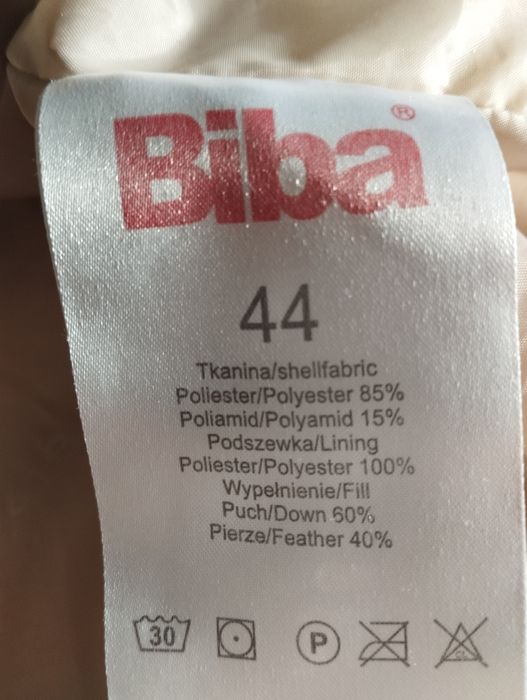 Biba®
44
Tkanina/shellfabric
Poliester/Polyester 85%
Poliamid/Polyamid 15%
Podszewka/Lining
Poliester/Polyester 100%
Wypełnienie/Fill
Puch/Down 60%
Pierze/Feather 40%
30 P CL